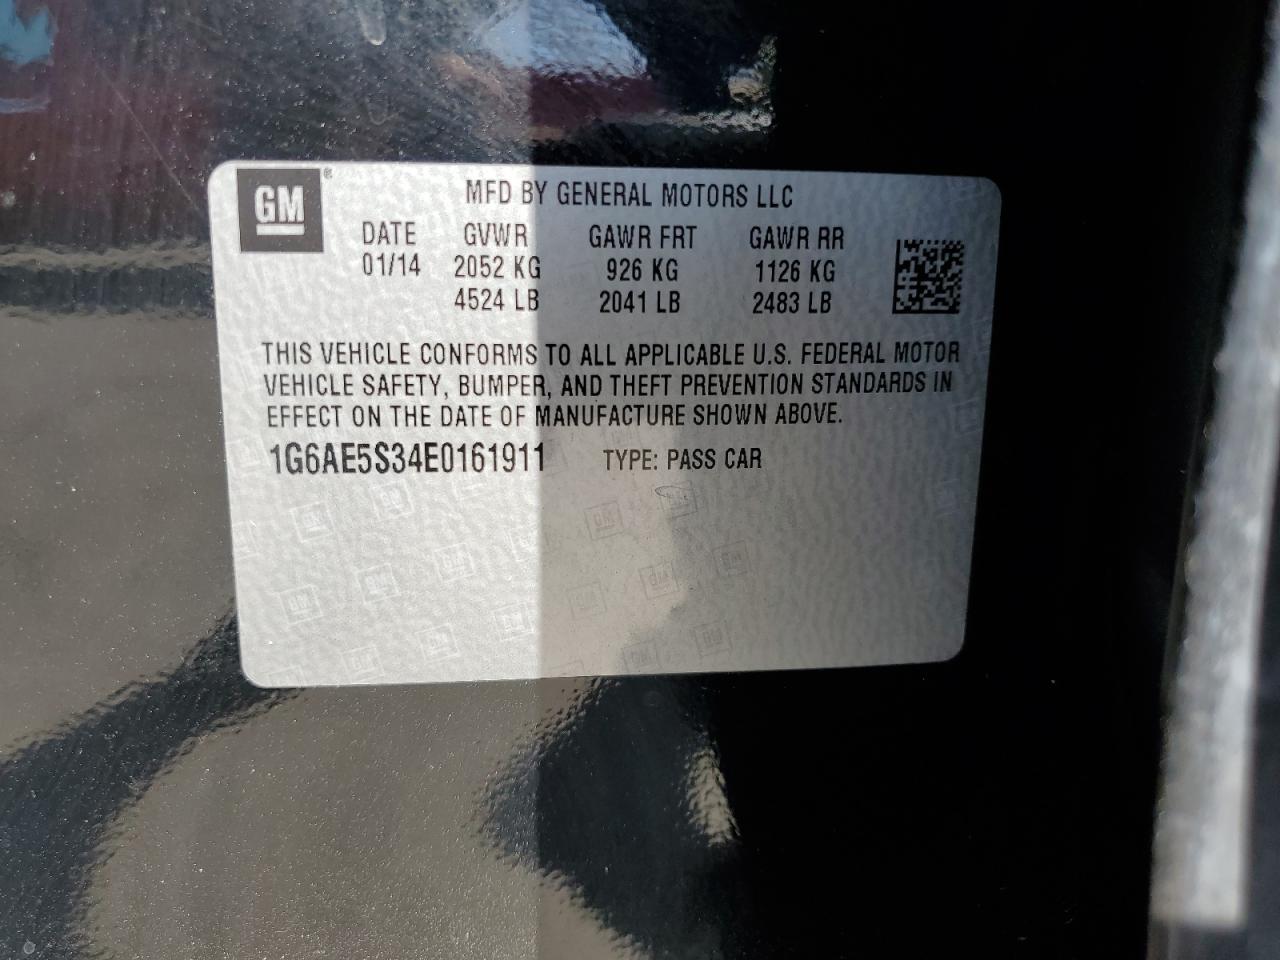 GM ®
MFD BY GENERAL MOTORS LLC
DATE GVWR GAWR FRT GAWR RR
01/14 2052 KG 926 KG 1126 KG
4524 LB 2041 LB 2483 LB
THIS VEHICLE CONFORMS TO ALL APPLICABLE U.S. FEDERAL MOTOR
VEHICLE SAFETY, BUMPER, AND THEFT PREVENTION STANDARDS IN
EFFECT ON THE DATE OF MANUFACTURE SHOWN ABOVE.
1G6AE5S34E0161911 TYPE: PASS CAR